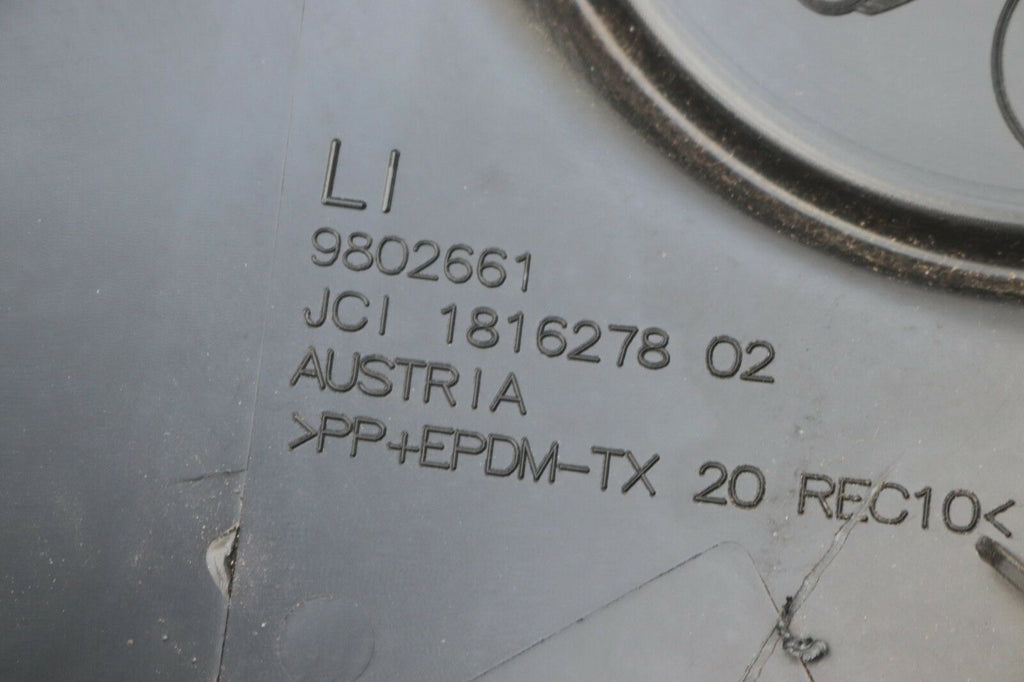 LI
9802661
JCI 1816278 02
AUSTRIA
>PP+EPDM-TX 20 REC10<